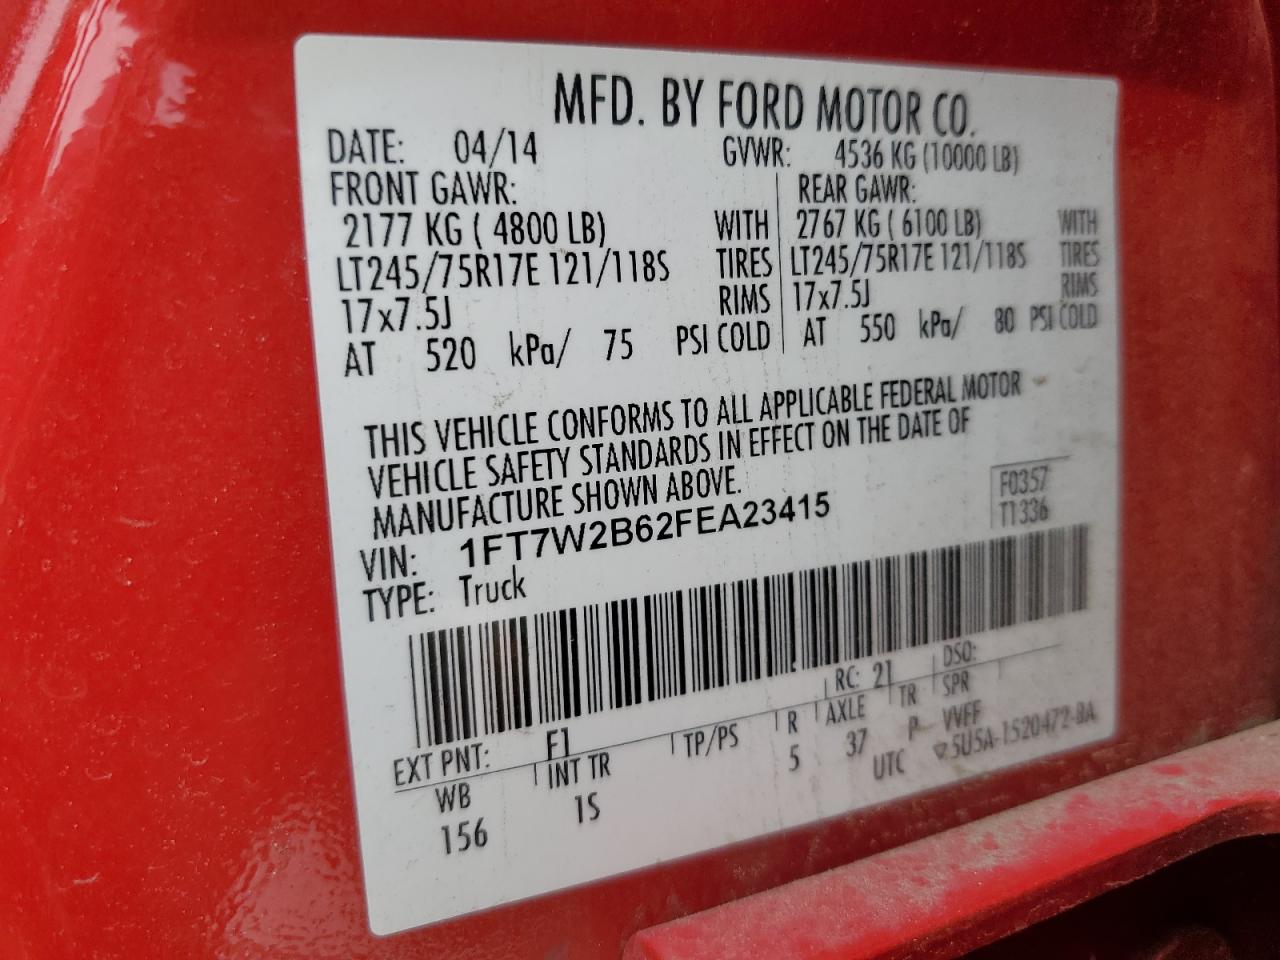 MFD. BY FORD MOTOR CO.
DATE: 04/14 GVWR: 4536 KG (10000 LB)
FRONT GAWR: REAR GAWR:
2177 KG ( 4800 LB) WITH 2767 KG ( 6100 LB) WITH
LT245/75R17E 121/118S TIRES LT245/75R17E 121/118S TIRES
17x7.5J RIMS 17x7.5J RIMS
AT 520 kPa/ 75 PSI COLD AT 550 kPa/ 80 PSI COLD
THIS VEHICLE CONFORMS TO ALL APPLICABLE FEDERAL MOTOR
VEHICLE SAFETY STANDARDS IN EFFECT ON THE DATE OF
MANUFACTURE SHOWN ABOVE.
F0357
T1336
VIN: 1FT7W2B62FEA23415
TYPE: Truck
EXT PNT: F1 RC: 21 DSO:
WB INT TR TP/PS R AXLE TR SPR
156 1S 5 37 P VVFF
UTC 5U5A-1520472-BA